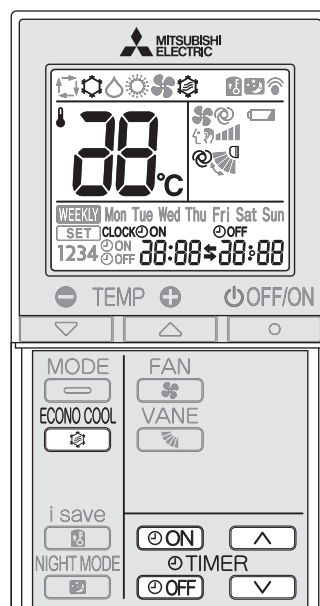 MITSUBISHI
ELECTRIC
88°C
WEEKLY Mon Tue Wed Thu Fri Sat Sun
SET CLOCK ON OFF
1234 ON OFF 88:88 88:88
TEMP OFF/ON
MODE FAN
ECONO COOL VANE
i save
ON
NIGHT MODE TIMER
OFF